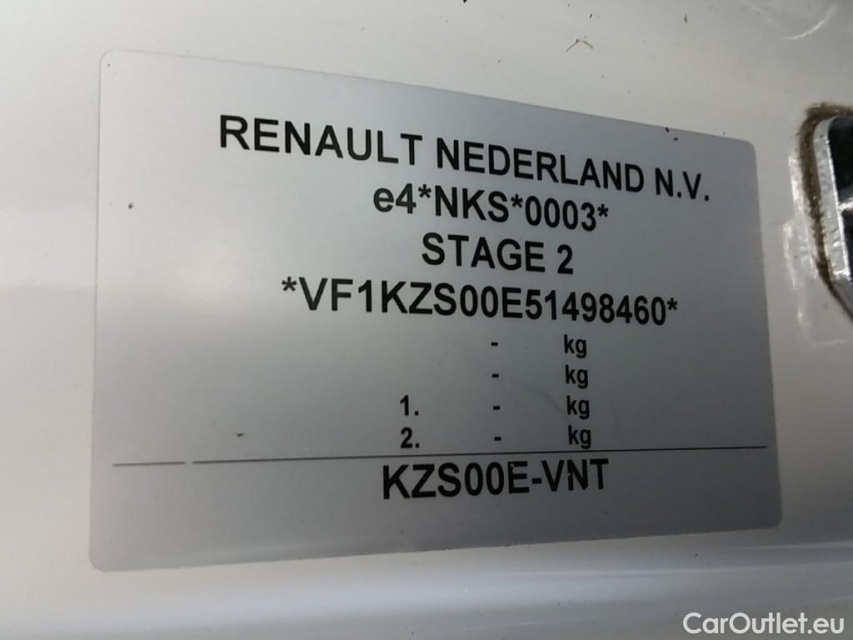 RENAULT NEDERLAND N.V.
e4*NKS*0003*
STAGE 2
*VF1KZS00E51498460*
- kg
- kg
1. - kg
2. - kg
KZS00E-VNT
CarOutlet.eu